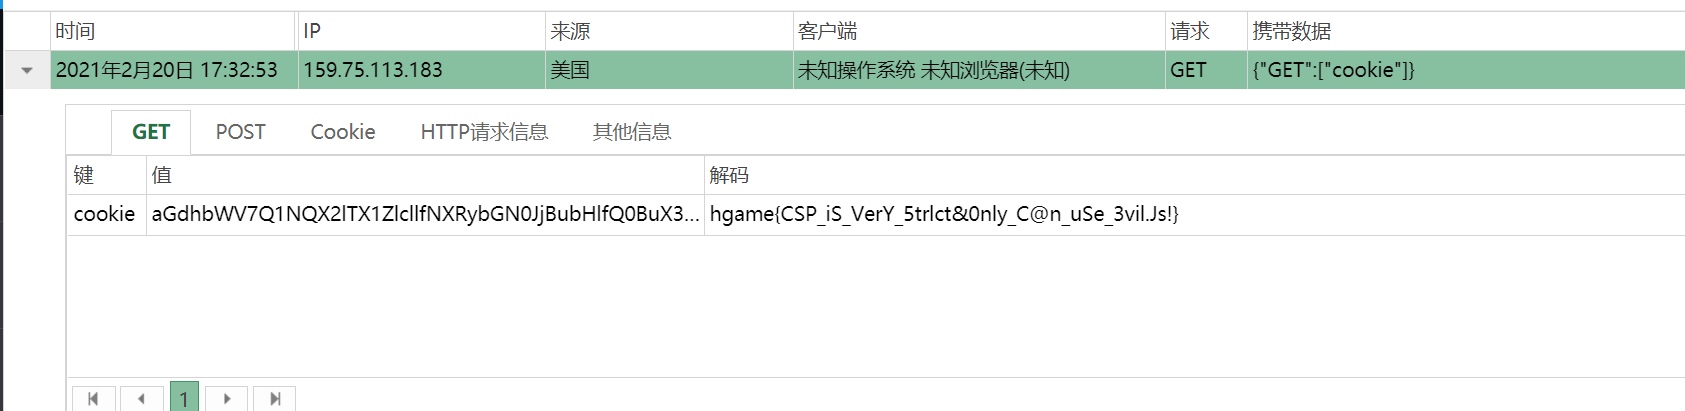 时间 IP 来源 客户端 请求 携带数据
2021年2月20日 17:32:53 159.75.113.183 美国 未知操作系统 未知浏览器(未知) GET {"GET":["cookie"]}
GET POST Cookie HTTP请求信息 其他信息
键 值 解码
cookie aGdhbWV7Q1NQX2lTX1ZlcllfNXRybGN0JjBubHlfQ0BuX3... hgame{CSP_iS_VerY_5trlct&0nly_C@n_uSe_3vil.Js!}
1